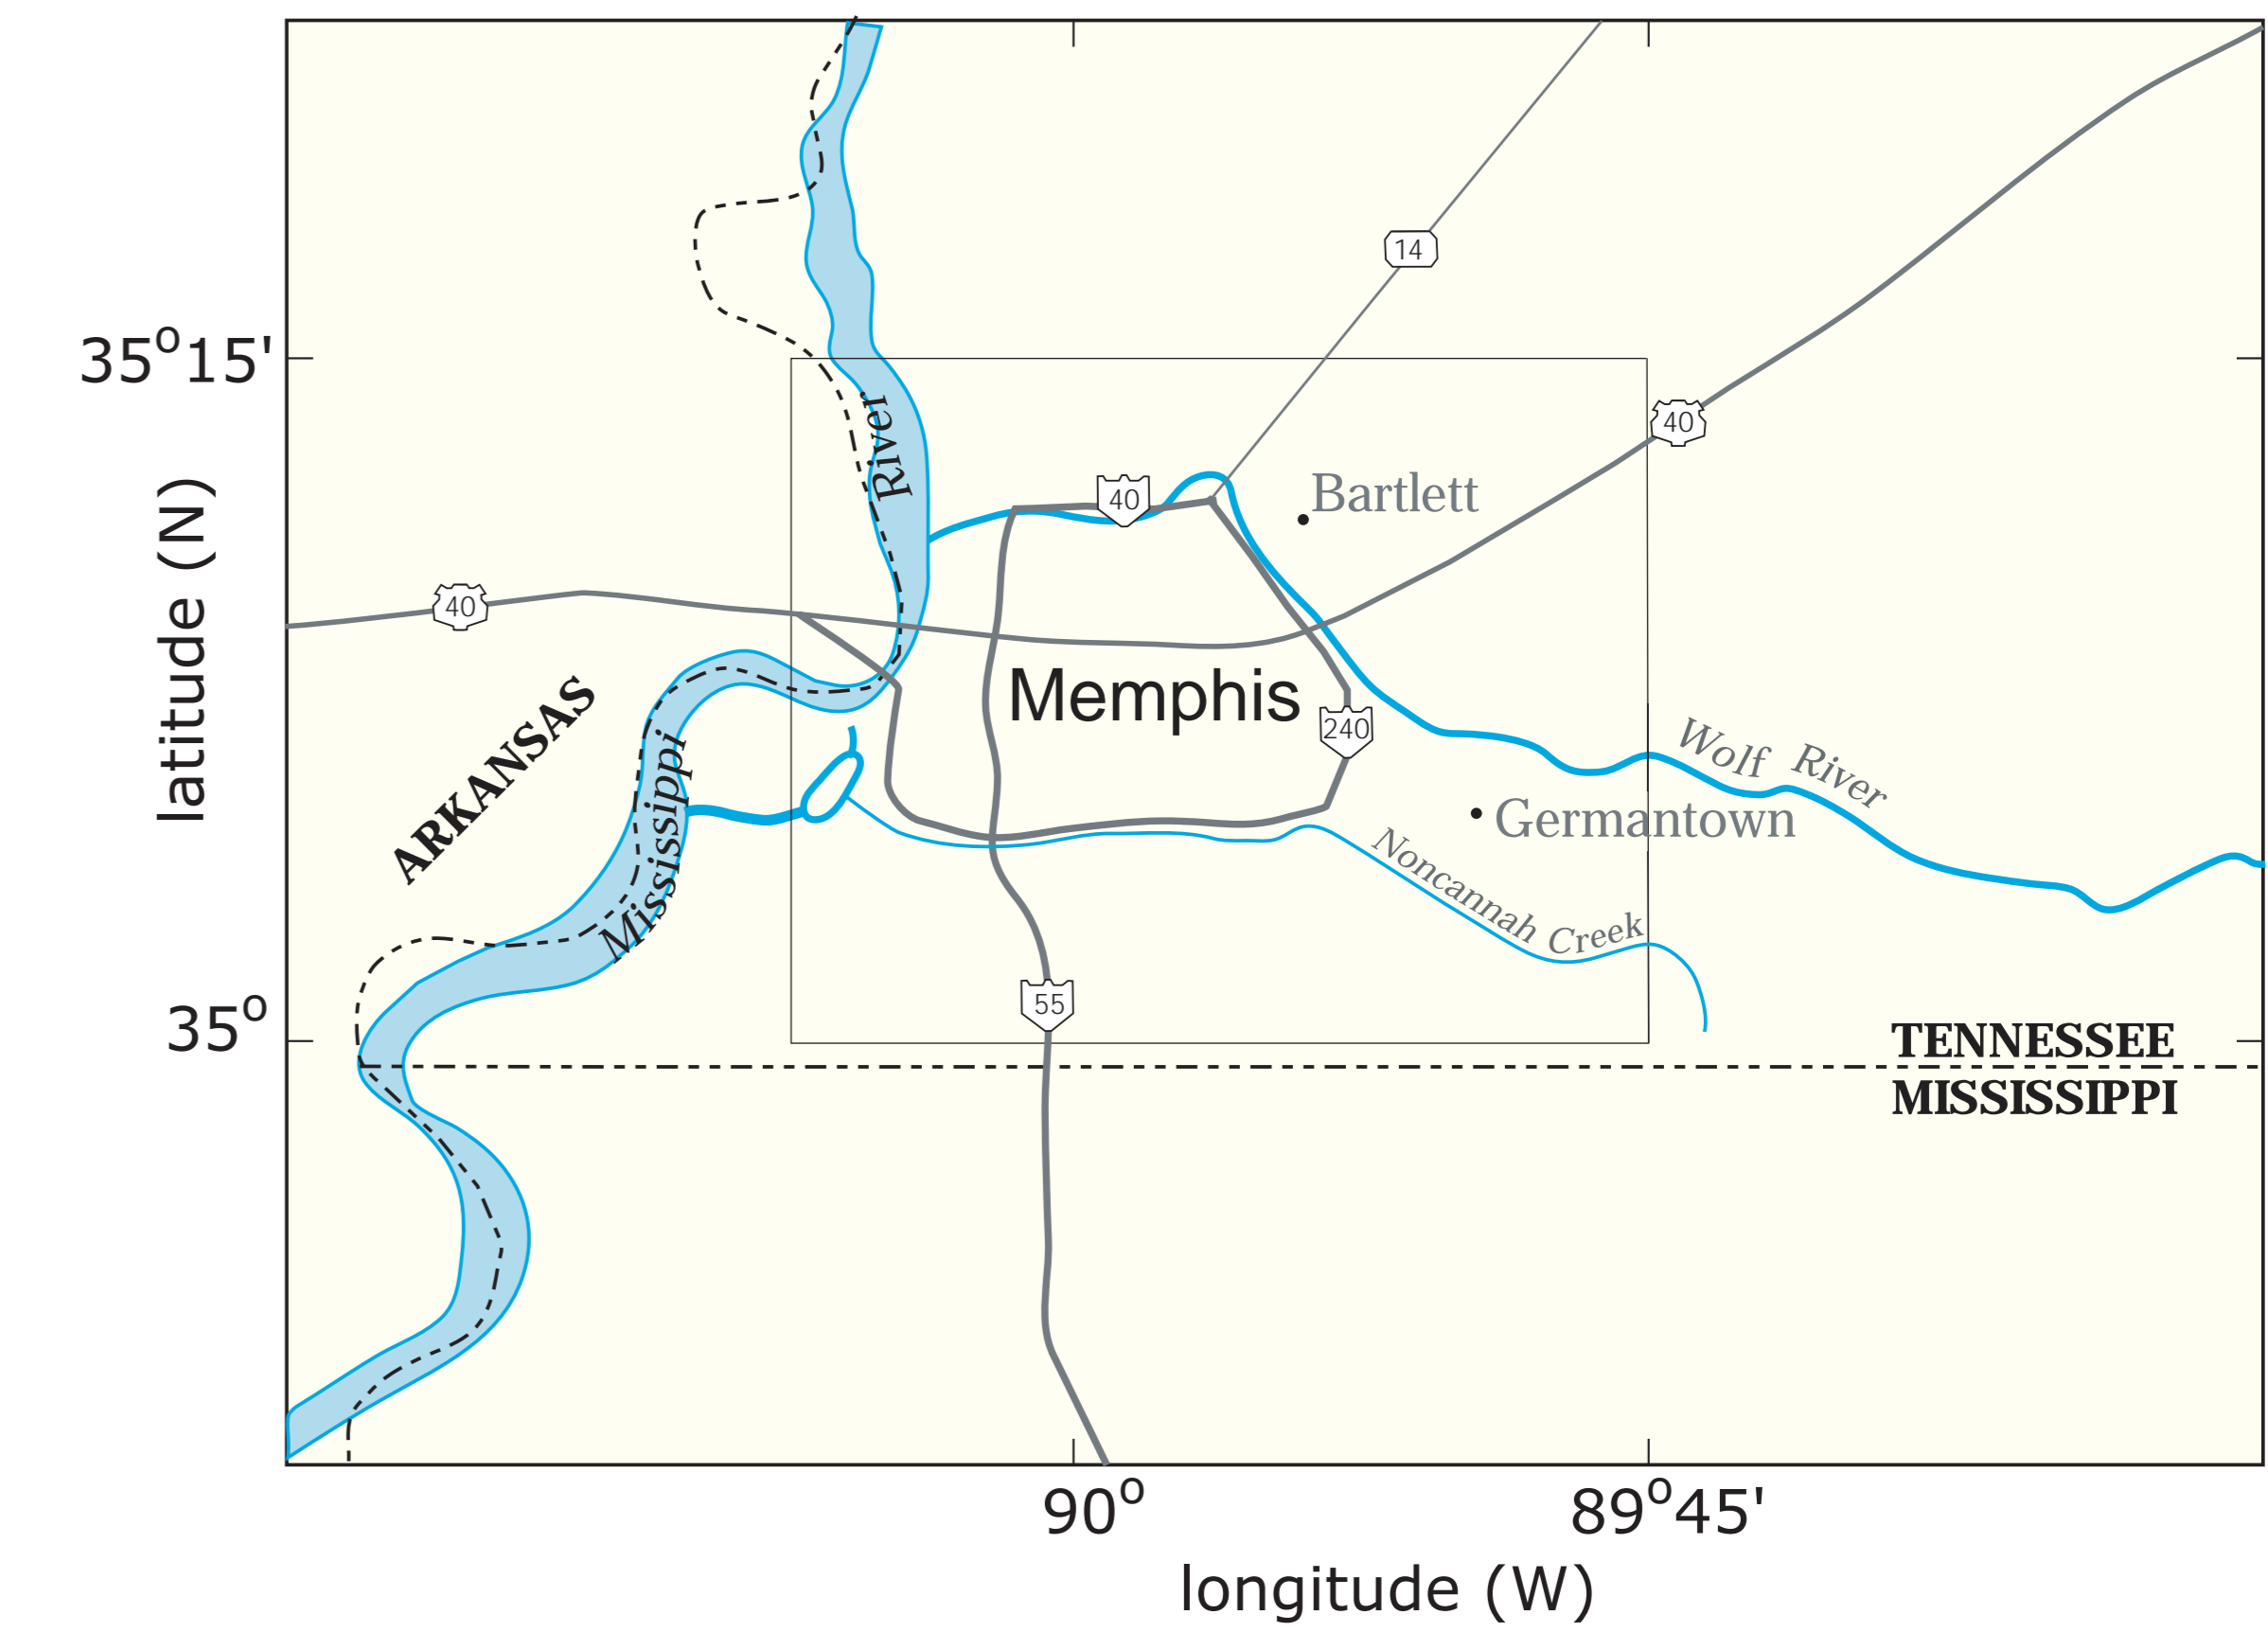 14
35°15'
River
40
40
Bartlett
latitude (N)
40
Memphis
ARKANSAS
240
Wolf River
Mississippi
Germantown
Noncannah Creek
55
35°
TENNESSEE
MISSISSIPPI
90°
89°45'
longitude (W)